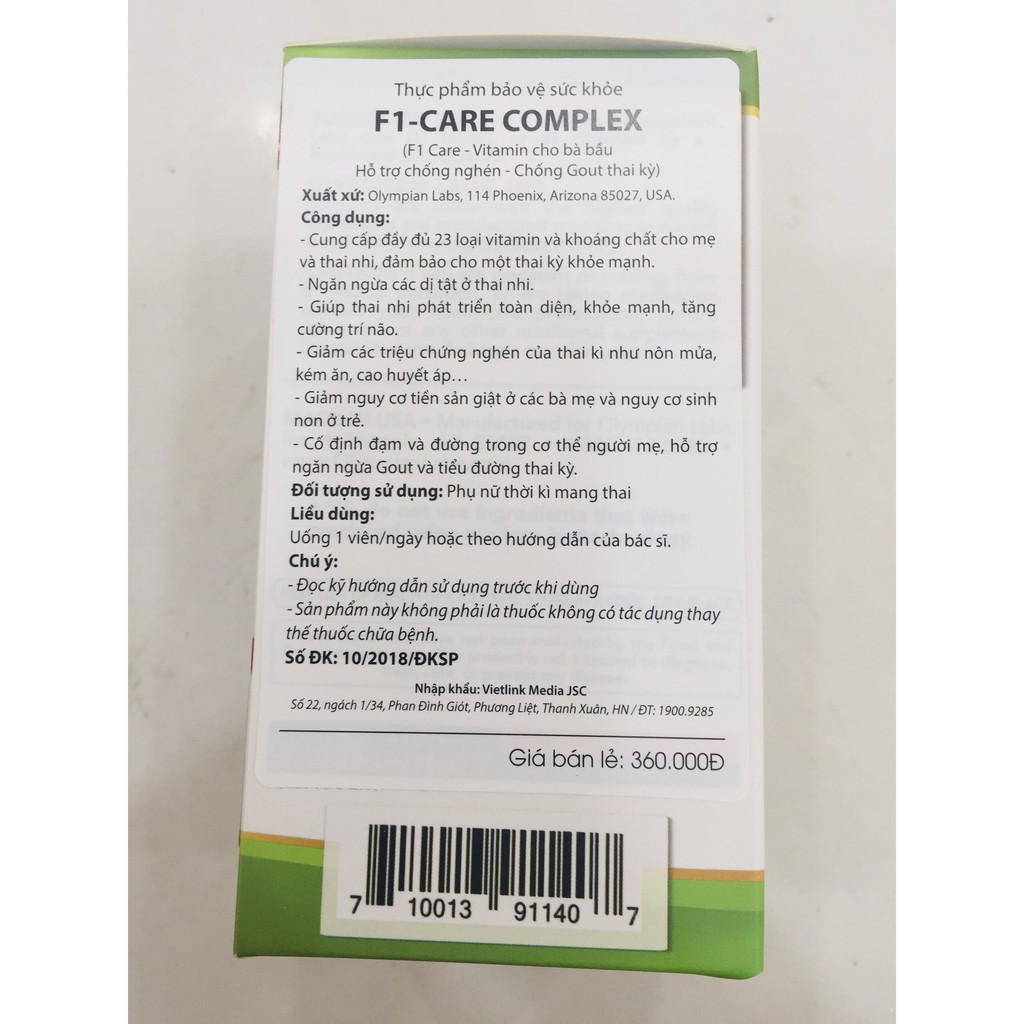 Thực phẩm bảo vệ sức khỏe
F1-CARE COMPLEX
(F1 Care - Vitamin cho bà bầu
Hỗ trợ chống nghén - Chống Gout thai kỳ)
Xuất xứ: Olympian Labs, 114 Phoenix, Arizona 85027, USA.
Công dụng:
- Cung cấp đầy đủ 23 loại vitamin và khoáng chất cho mẹ
và thai nhi, đảm bảo cho một thai kỳ khỏe mạnh.
- Ngăn ngừa các dị tật ở thai nhi.
- Giúp thai nhi phát triển toàn diện, khỏe mạnh, tăng
cường trí não.
- Giảm các triệu chứng nghén của thai kì như nôn mửa,
kém ăn, cao huyết áp…
- Giảm nguy cơ tiền sản giật ở các bà mẹ và nguy cơ sinh
non ở trẻ.
- Cố định đạm và đường trong cơ thể người mẹ, hỗ trợ
ngăn ngừa Gout và tiểu đường thai kỳ.
Đối tượng sử dụng: Phụ nữ thời kì mang thai
Liều dùng:
Uống 1 viên/ngày hoặc theo hướng dẫn của bác sĩ.
Chú ý:
- Đọc kỹ hướng dẫn sử dụng trước khi dùng
- Sản phẩm này không phải là thuốc không có tác dụng thay
thế thuốc chữa bệnh.
Số ĐK: 10/2018/ĐKSP
Nhập khẩu: Vietlink Media JSC
Số 22, ngách 1/34, Phan Đình Giót, Phương Liệt, Thanh Xuân, HN / ĐT: 1900.9285
Giá bán lẻ: 360.000Đ
7 10013 91140 7